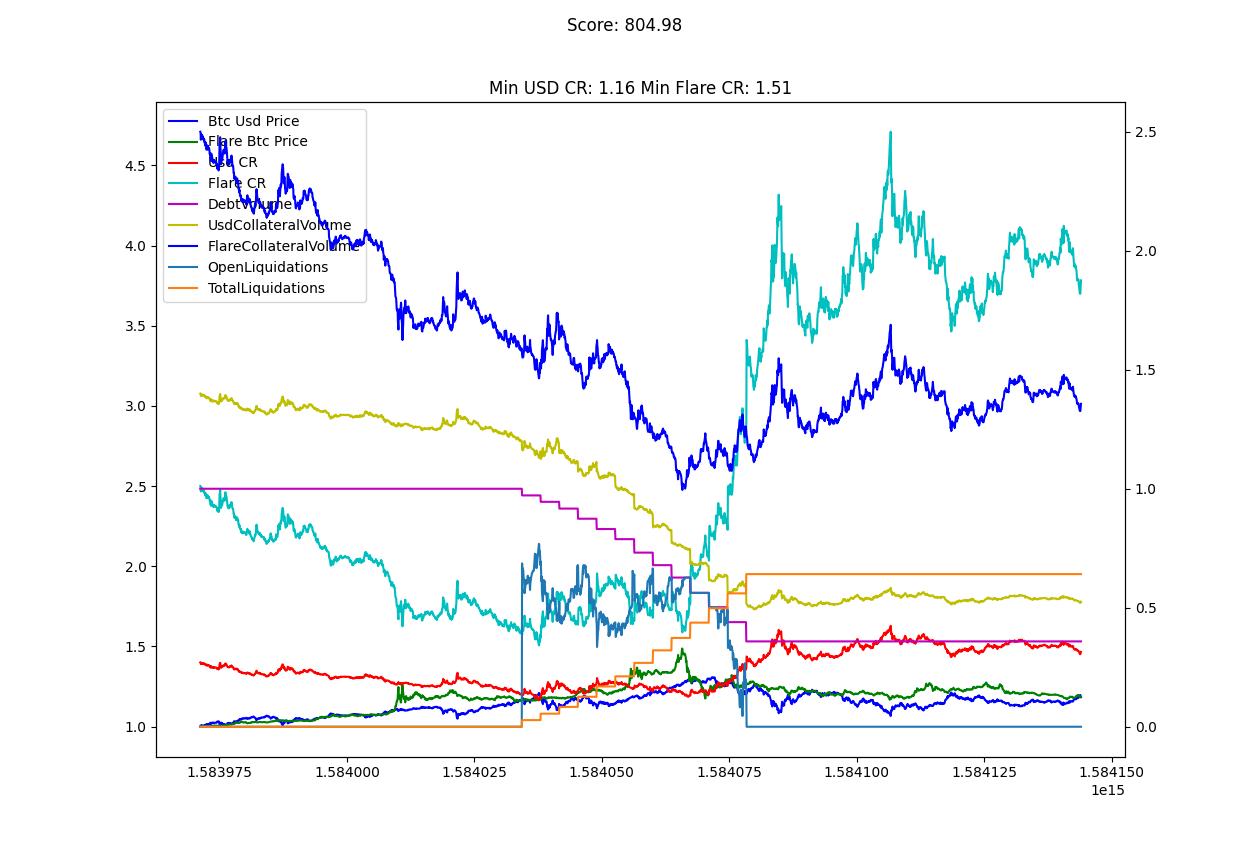 Score: 804.98
Min USD CR: 1.16 Min Flare CR: 1.51
Btc Usd Price
Flare Btc Price
Usd CR
Flare CR
DebtVolume
UsdCollateralVolume
FlareCollateralVolume
OpenLiquidations
TotalLiquidations
4.5
4.0
3.5
3.0
2.5
2.0
1.5
1.0
2.5
2.0
1.5
1.0
0.5
0.0
1.583975 1.584000 1.584025 1.584050 1.584075 1.584100 1.584125 1.584150
1e15